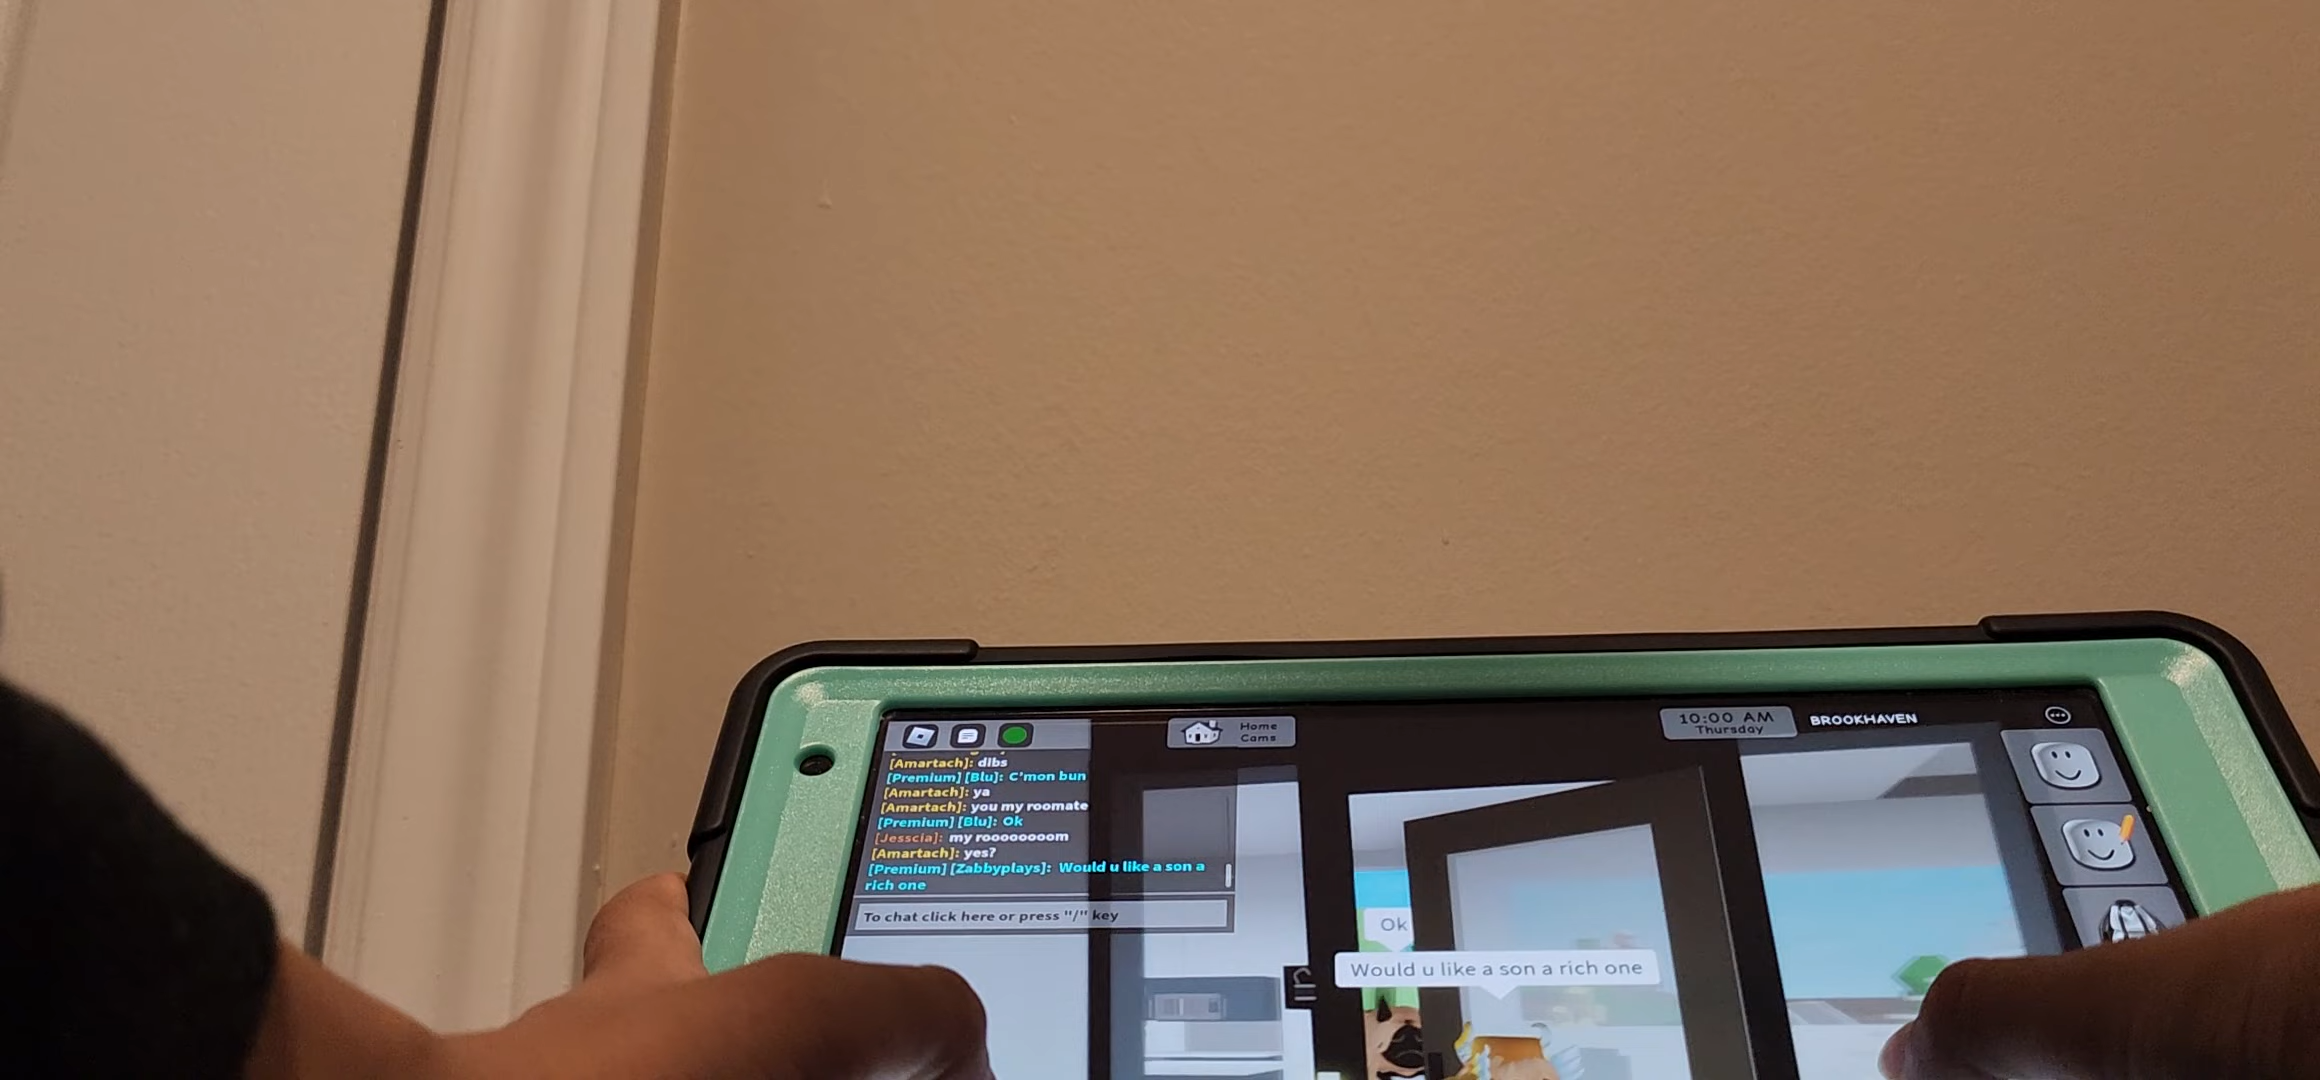 Home
Cams
10:00 AM
Thursday
BROOKHAVEN
[Amartach]: dibs
[Premium] [Blu]: C'mon bun
[Amartach]: ya
[Amartach]: you my roomate
[Premium] [Blu]: Ok
[Jesscia]: my roooooooom
[Amartach]: yes?
[Premium] [Zabbyplays]: Would u like a son a
rich one
To chat click here or press "/" key
Ok
Would u like a son a rich one